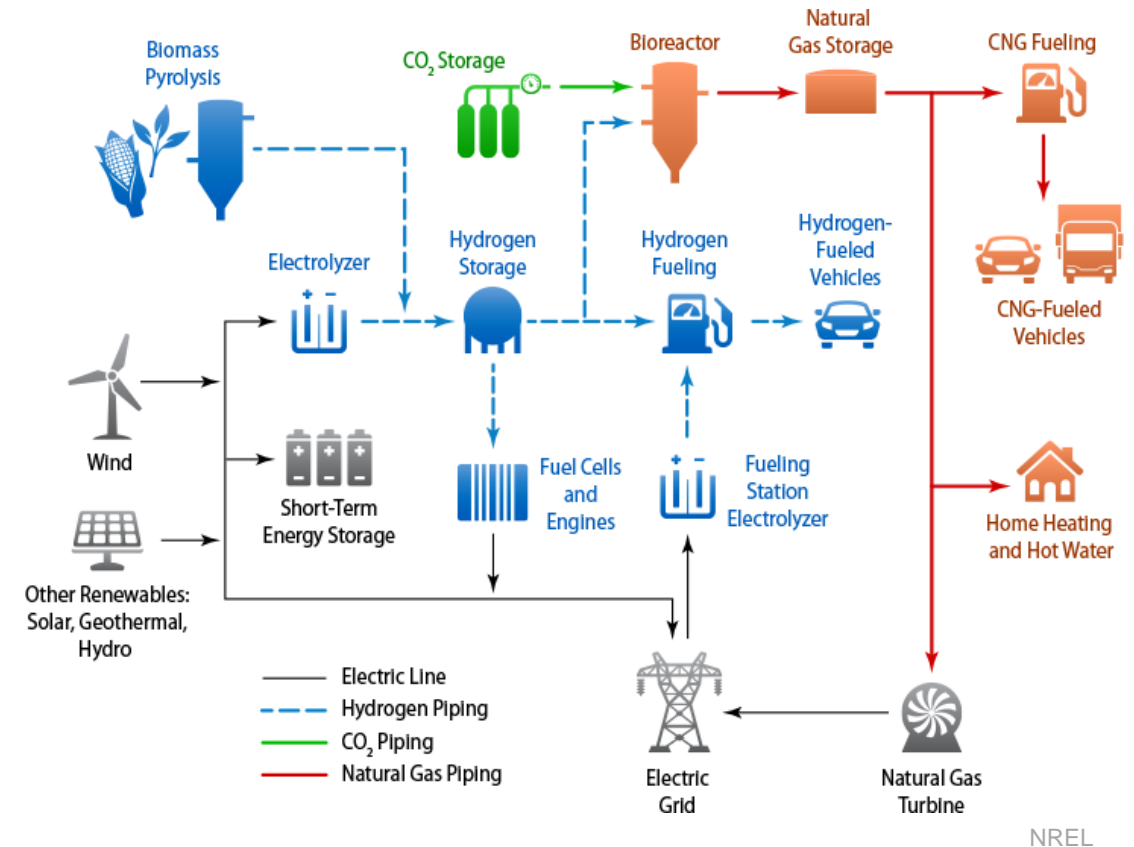 Biomass
Pyrolysis
CO₂ Storage
Bioreactor
Natural
Gas Storage
CNG Fueling
Electrolyzer
Hydrogen
Storage
Hydrogen
Fueling
Hydrogen-
Fueled
Vehicles
CNG-Fueled
Vehicles
+ −
Wind
Short-Term
Energy Storage
Fuel Cells
and
Engines
+ −
Fueling
Station
Electrolyzer
Home Heating
and Hot Water
Other Renewables:
Solar, Geothermal,
Hydro
Electric Line
Hydrogen Piping
CO₂ Piping
Natural Gas Piping
Electric
Grid
Natural Gas
Turbine
NREL